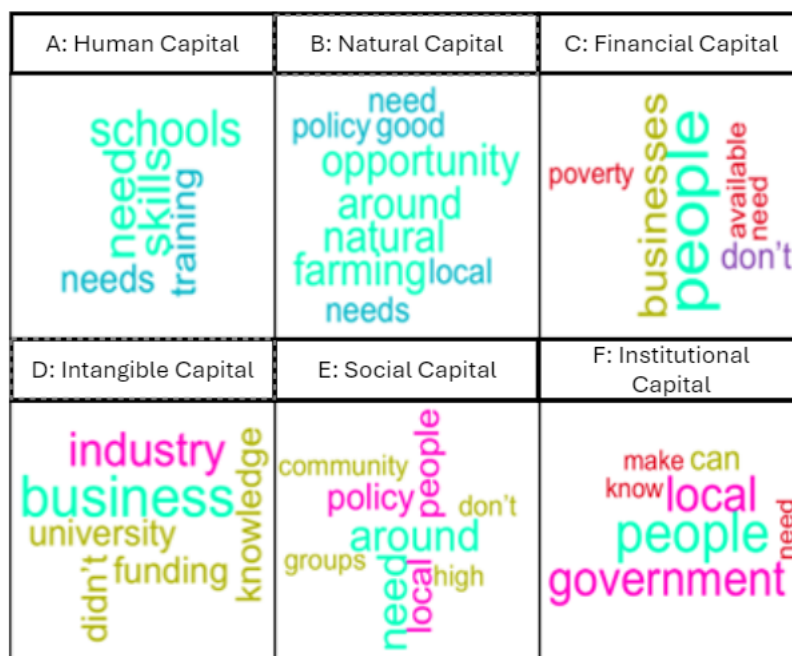 A: Human Capital
B: Natural Capital
C: Financial Capital
schools
need
skills
training
needs
need
policy good
opportunity
around
natural
farming local
needs
poverty
businesses
people
available
need
don't
D: Intangible Capital
E: Social Capital
F: Institutional
Capital
industry
business
university
funding
didn't
knowledge
community
people
policy
don't
around
groups
need
local
high
make can
know local
people
need
government